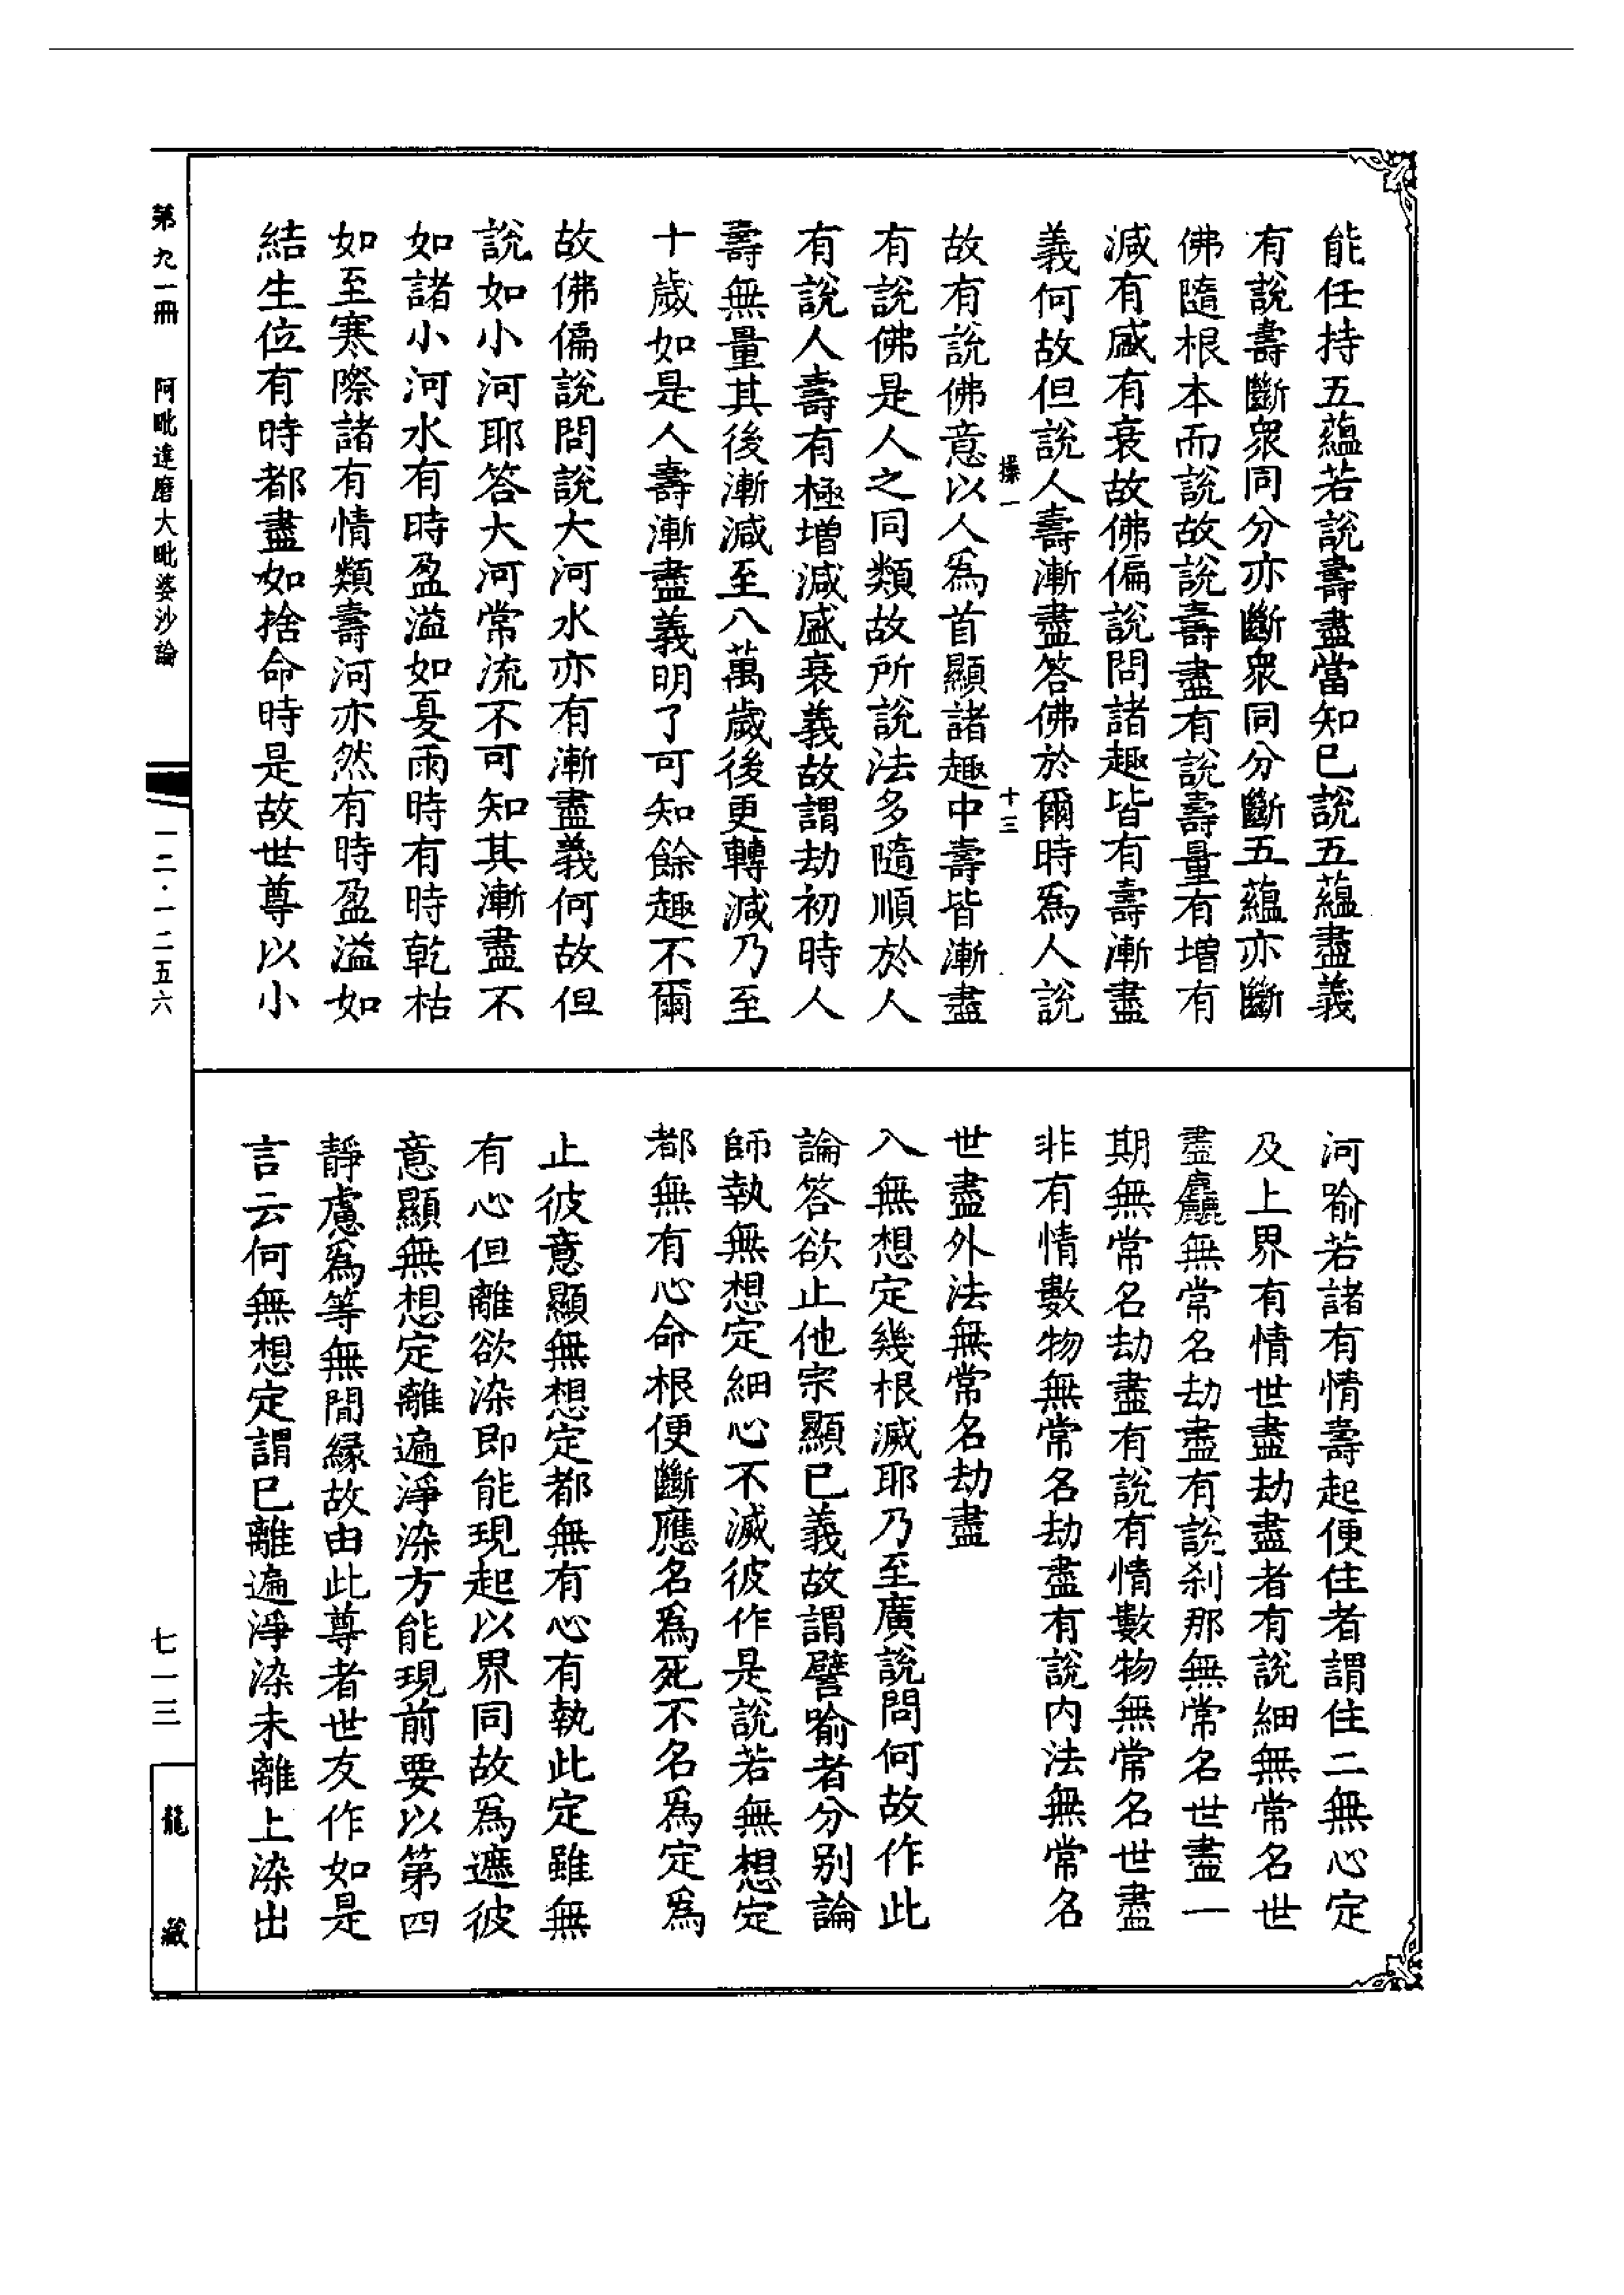 能任持五蘊若說壽盡當知已說五蘊盡義
有說壽斷衆同分亦斷衆同分斷五蘊亦斷
佛隨根本而說故說壽盡有說壽量有增有
減有盛有衰故佛偏說問諸趣皆有壽漸盡
義何故但說人壽漸盡答佛於爾時爲人說
操一 十三
故有說佛意以人爲首顯諸趣中壽皆漸盡
有說佛是人之同類故所說法多隨順於人
有說人壽有極增減盛衰義故謂劫初時人
壽無量其後漸減至八萬歲後更轉減乃至
十歲如是人壽漸盡義明了可知餘趣不爾
故佛偏說問說大河水亦有漸盡義何故但
說如小河耶答大河常流不可知其漸盡不
如諸小河水有時盈溢如夏雨時有時乾枯
如至寒際諸有情類壽河亦然有時盈溢如
結生位有時都盡如捨命時是故世尊以小
河喻若諸有情壽起便住者謂住二無心定
及上界有情世盡劫盡者有說細無常名世
盡麤無常名劫盡有說刹那無常名世盡一
期無常名劫盡有說有情數物無常名世盡
非有情數物無常名劫盡有說內法無常名
世盡外法無常名劫盡
入無想定幾根滅耶乃至廣說問何故作此
論答欲止他宗顯已義故謂譬喻者分別論
師執無想定細心不滅彼作是說若無想定
都無有心命根便斷應名爲死不名爲定爲
止彼意顯無想定都無有心有執此定雖無
有心但離欲染即能現起以界同故爲遮彼
意顯無想定離遍淨染方能現前要以第四
靜慮爲等無間緣故由此尊者世友作如是
言云何無想定謂已離遍淨染未離上染出
第九一冊 阿毗達磨大毗婆沙論
一二·一二五六
七一三
龍藏